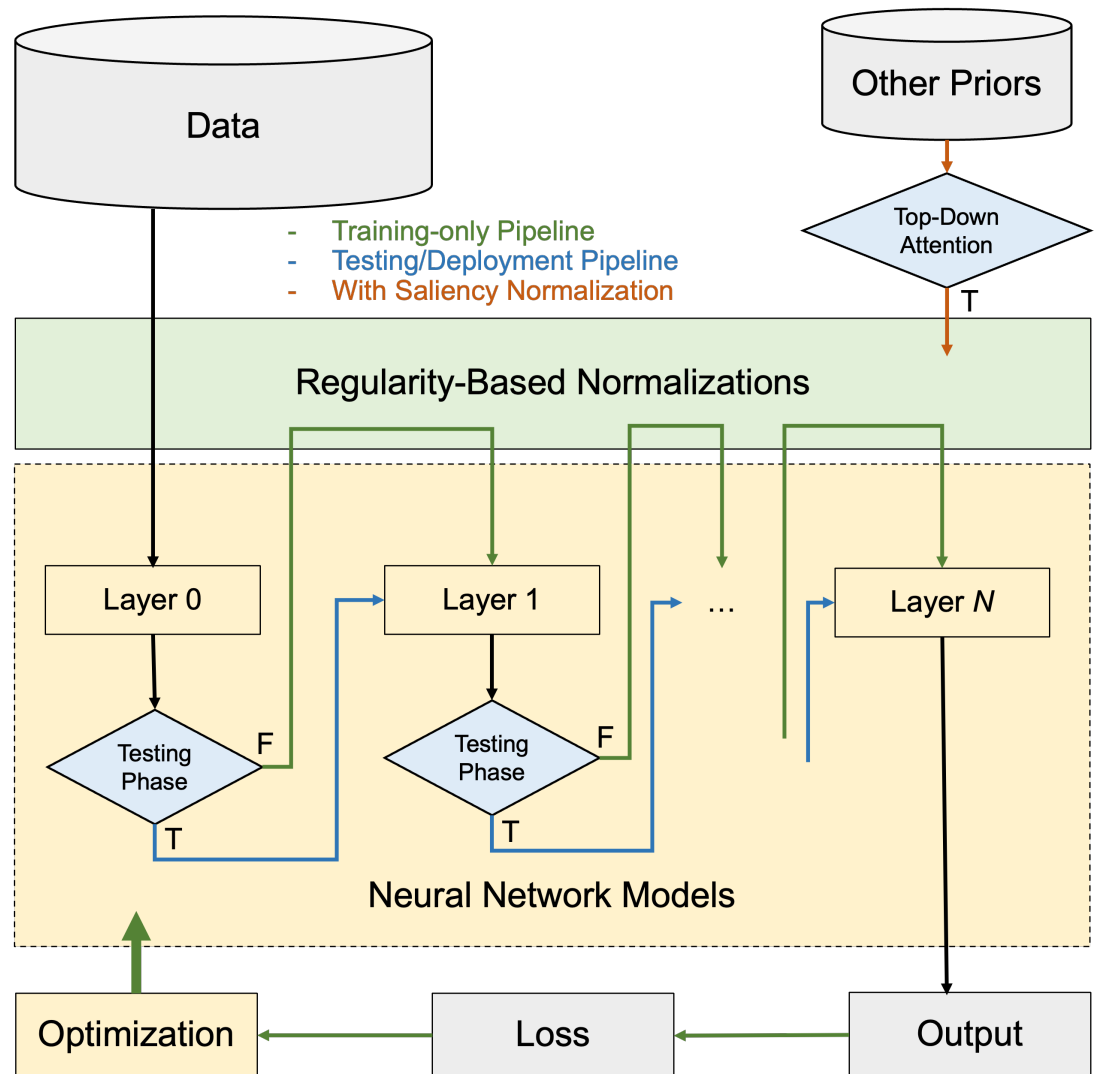 Data
Other Priors
Top-Down
Attention
- Training-only Pipeline
- Testing/Deployment Pipeline
- With Saliency Normalization
T
Regularity-Based Normalizations
Layer 0
Layer 1
...
Layer N
Testing
Phase
F
T
Testing
Phase
F
T
Neural Network Models
Optimization
Loss
Output